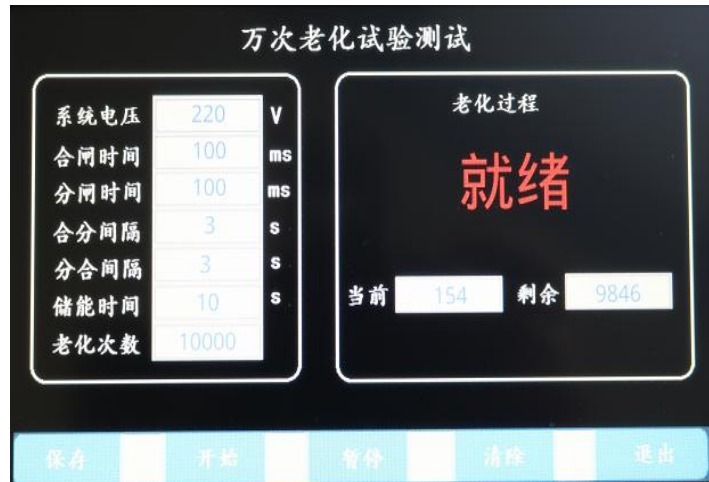 万次老化试验测试
系统电压 220 V
合闸时间 100 ms
分闸时间 100 ms
合分间隔 3 s
分合间隔 3 s
储能时间 10 s
老化次数 10000
老化过程
就绪
当前 154 剩余 9846
保存 开始 暂停 清除 退出